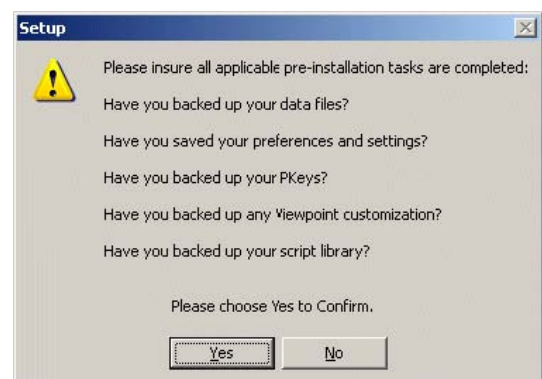 Setup
Please insure all applicable pre-installation tasks are completed:
Have you backed up your data files?
Have you saved your preferences and settings?
Have you backed up your PKeys?
Have you backed up any Viewpoint customization?
Have you backed up your script library?
Please choose Yes to Confirm.
Yes No